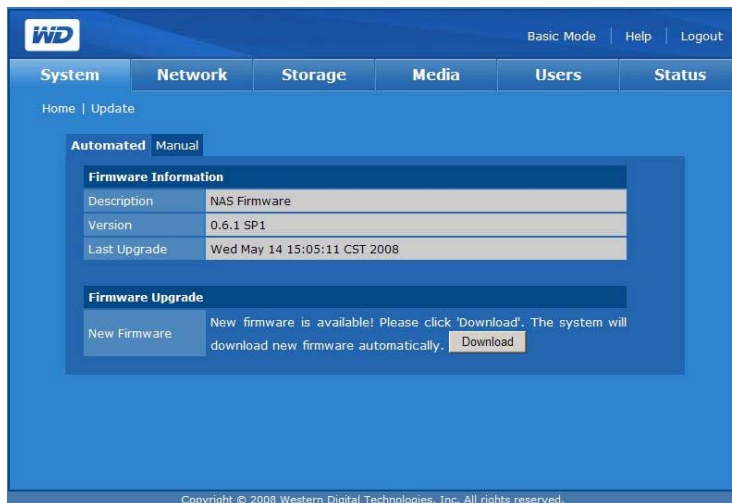 WD
Basic Mode | Help | Logout
System Network Storage Media Users Status
Home | Update
Automated Manual
Firmware Information
Description NAS Firmware
Version 0.6.1 SP1
Last Upgrade Wed May 14 15:05:11 CST 2008
Firmware Upgrade
New Firmware
New firmware is available! Please click 'Download'. The system will
download new firmware automatically. Download
Copyright © 2008 Western Digital Technologies, Inc. All rights reserved.